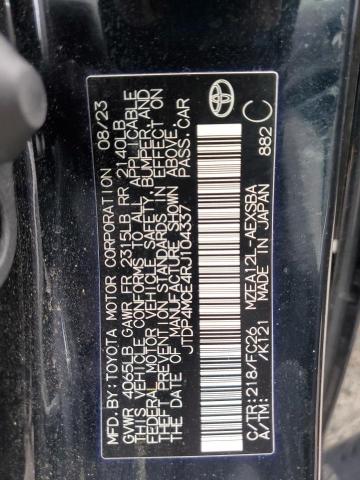 MFD. BY: TOYOTA MOTOR CORPORATION 08/23
GVWR 4065LB GAWR FR 2315LB RR 2140LB
THIS VEHICLE CONFORMS TO ALL APPLICABLE
FEDERAL MOTOR VEHICLE SAFETY, BUMPER, AND
THEFT PREVENTION STANDARDS IN EFFECT ON
THE DATE OF MANUFACTURE SHOWN ABOVE.
JTDP4MCE4RJ104337 PASS.CAR
C/TR:218/FC26 MZEA12L-AEXSBA
A/TM: /K121 MADE IN JAPAN
882
C